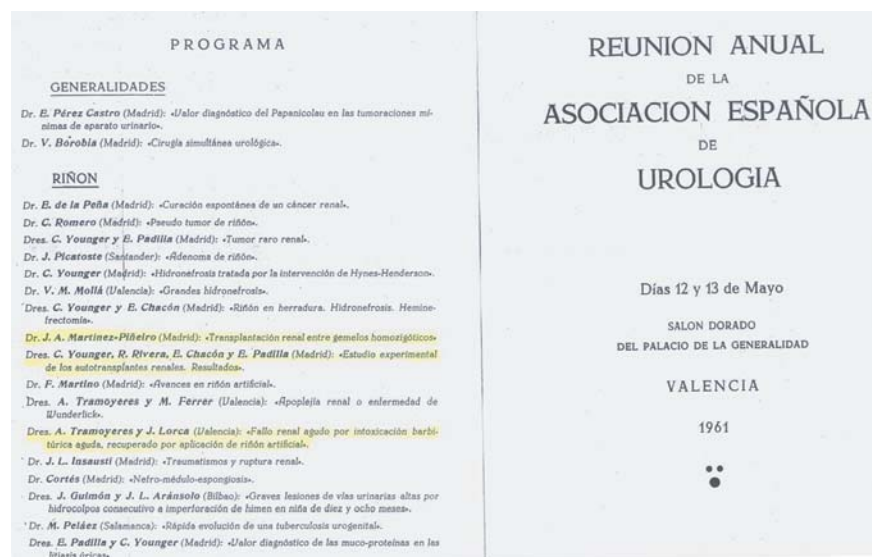 PROGRAMA
GENERALIDADES
Dr. E. Pérez Castro (Madrid): «Valor diagnóstico del Papanicolau en las tumoraciones mí-
nimas de aparato urinario».
Dr. V. Borobia (Madrid): «Cirugía simultánea urológica».
RIÑON
Dr. E. de la Peña (Madrid): «Curación espontánea de un cáncer renal».
Dr. C. Romero (Madrid): «Pseudo tumor de riñón».
Dres. C. Younger y E. Padilla (Madrid): «Tumor raro renal».
Dr. J. Picatoste (Santander): «Adenoma de riñón».
Dr. C. Younger (Madrid): «Hidronefrosis tratada por la intervención de Hynes-Henderson».
Dr. V. M. Mollá (Valencia): «Grandes hidronefrosis».
Dres. C. Younger y E. Chacón (Madrid): «Riñón en herradura. Hidronefrosis. Hemine-
frectomía».
Dr. J. A. Martínez-Piñeiro (Madrid): «Transplantación renal entre gemelos homozigóticos»
Dres. C. Younger, R. Rivera, E. Chacón y E. Padilla (Madrid): «Estudio experimental
de los autotransplantes renales. Resultados».
Dr. F. Martino (Madrid): «Avances en riñón artificial».
Dres. A. Tramoyeres y M. Ferrer (Valencia): «Apoplejía renal o enfermedad de
Wunderlick».
Dres. A. Tramoyeres y J. Lorca (Valencia): «Fallo renal agudo por intoxicación barbi-
túrica aguda, recuperado por aplicación de riñón artificial».
Dr. J. L. Insausti (Madrid): «Traumatismos y ruptura renal».
Dr. Cortés (Madrid): «Nefro-médulo-espongiosis».
Dres. J. Guimón y J. L. Aránsolo (Bilbao): «Graves lesiones de vías urinarias altas por
hidrocolpos consecutivo a imperforación de himen en niña de diez y ocho meses».
Dr. M. Peláez (Salamanca): «Rápida evolución de una tuberculosis urogenital».
Dres. E. Padilla y C. Younger (Madrid): «Valor diagnóstico de las muco-proteínas en las
litiasis úricas».
REUNION ANUAL
DE LA
ASOCIACION ESPAÑOLA
DE
UROLOGIA
Días 12 y 13 de Mayo
SALON DORADO
DEL PALACIO DE LA GENERALIDAD
VALENCIA
1961